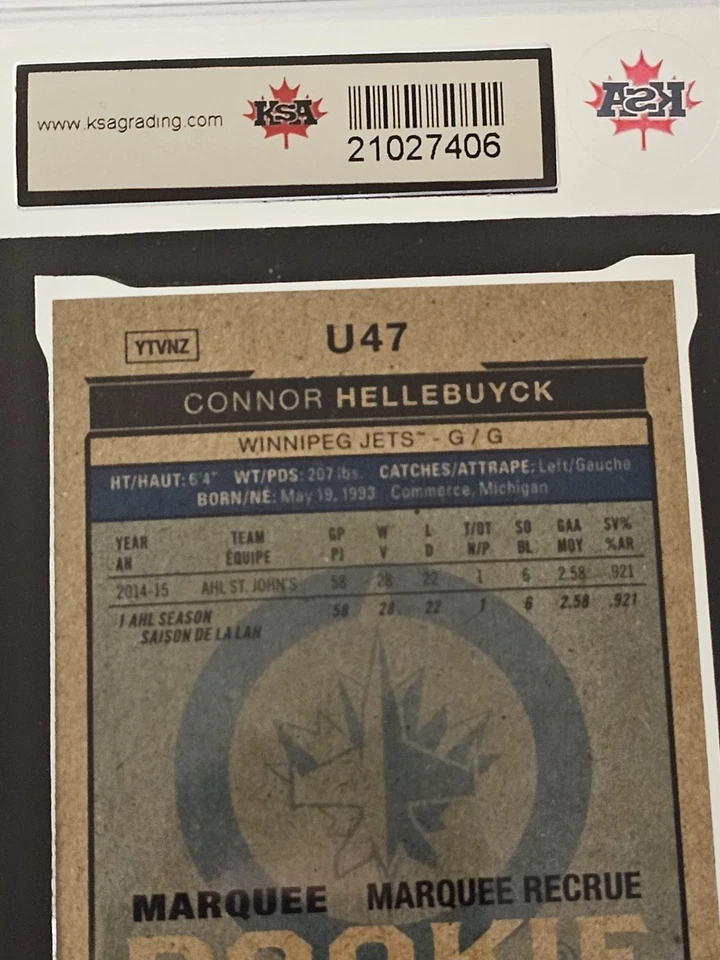 www.ksagrading.com
KSA
21027406
KSA
YTVNZ
U47
CONNOR HELLEBUYCK
WINNIPEG JETS™ - G / G
HT/HAUT: 6'4" WT/PDS: 207 lbs. CATCHES/ATTRAPE: Left/Gauche
BORN/NÉ: May 19, 1993 Commerce, Michigan
YEAR TEAM GP W L T/OT SO GAA SV%
AN ÉQUIPE PJ V D N/P BL MOY %AR
2014-15 AHL ST. JOHN'S 58 28 22 1 6 2.58 .921
1 AHL SEASON 58 28 22 1 6 2.58 .921
SAISON DE LA LAH
MARQUEE MARQUEE RECRUE
ROOKIE